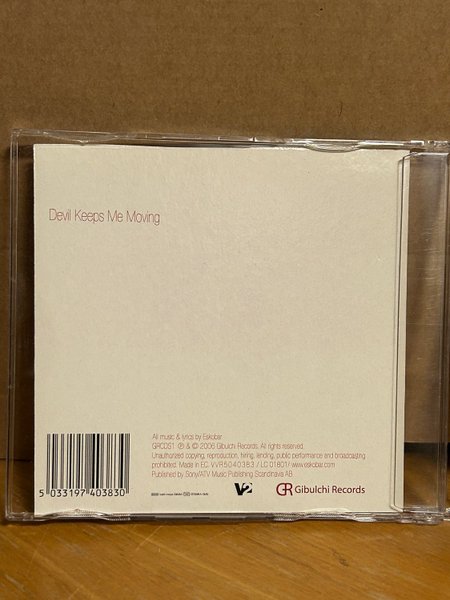 Devil Keeps Me Moving
All music & lyrics by Eskobar.
GRCDS1 ℗ & © 2006 Gibulchi Records. All rights reserved.
Unauthorized copying, reproduction, hiring, lending, public performance and broadcasting
prohibited. Made in EC. VVR5040383 / LC 01801 / www.eskobar.com
Published by Sony/ATV Music Publishing Scandinavia AB.
5 033197 403830
V2
GR Gibulchi Records